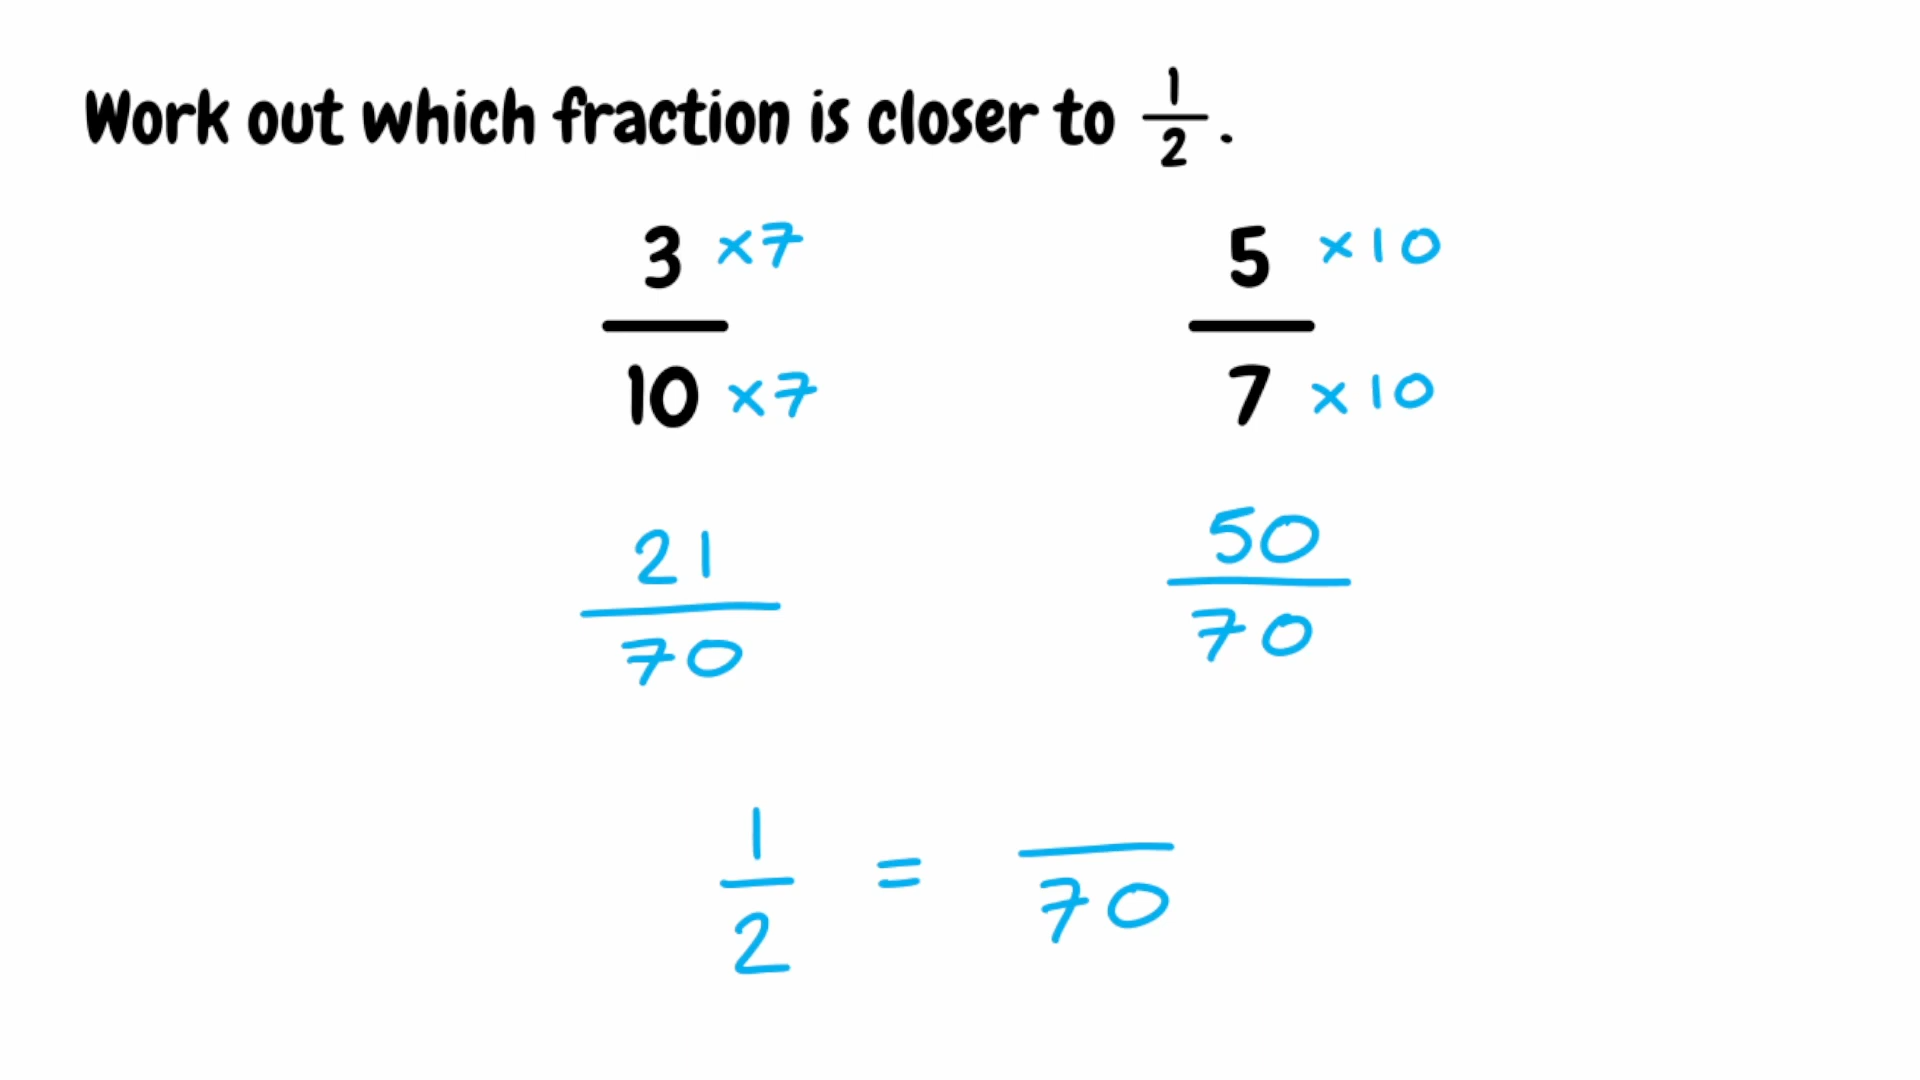 Work out which fraction is closer to 1/2.
3 ×7 5 ×10
10 ×7 7 ×10
21 50
70 70
1
2 = 70